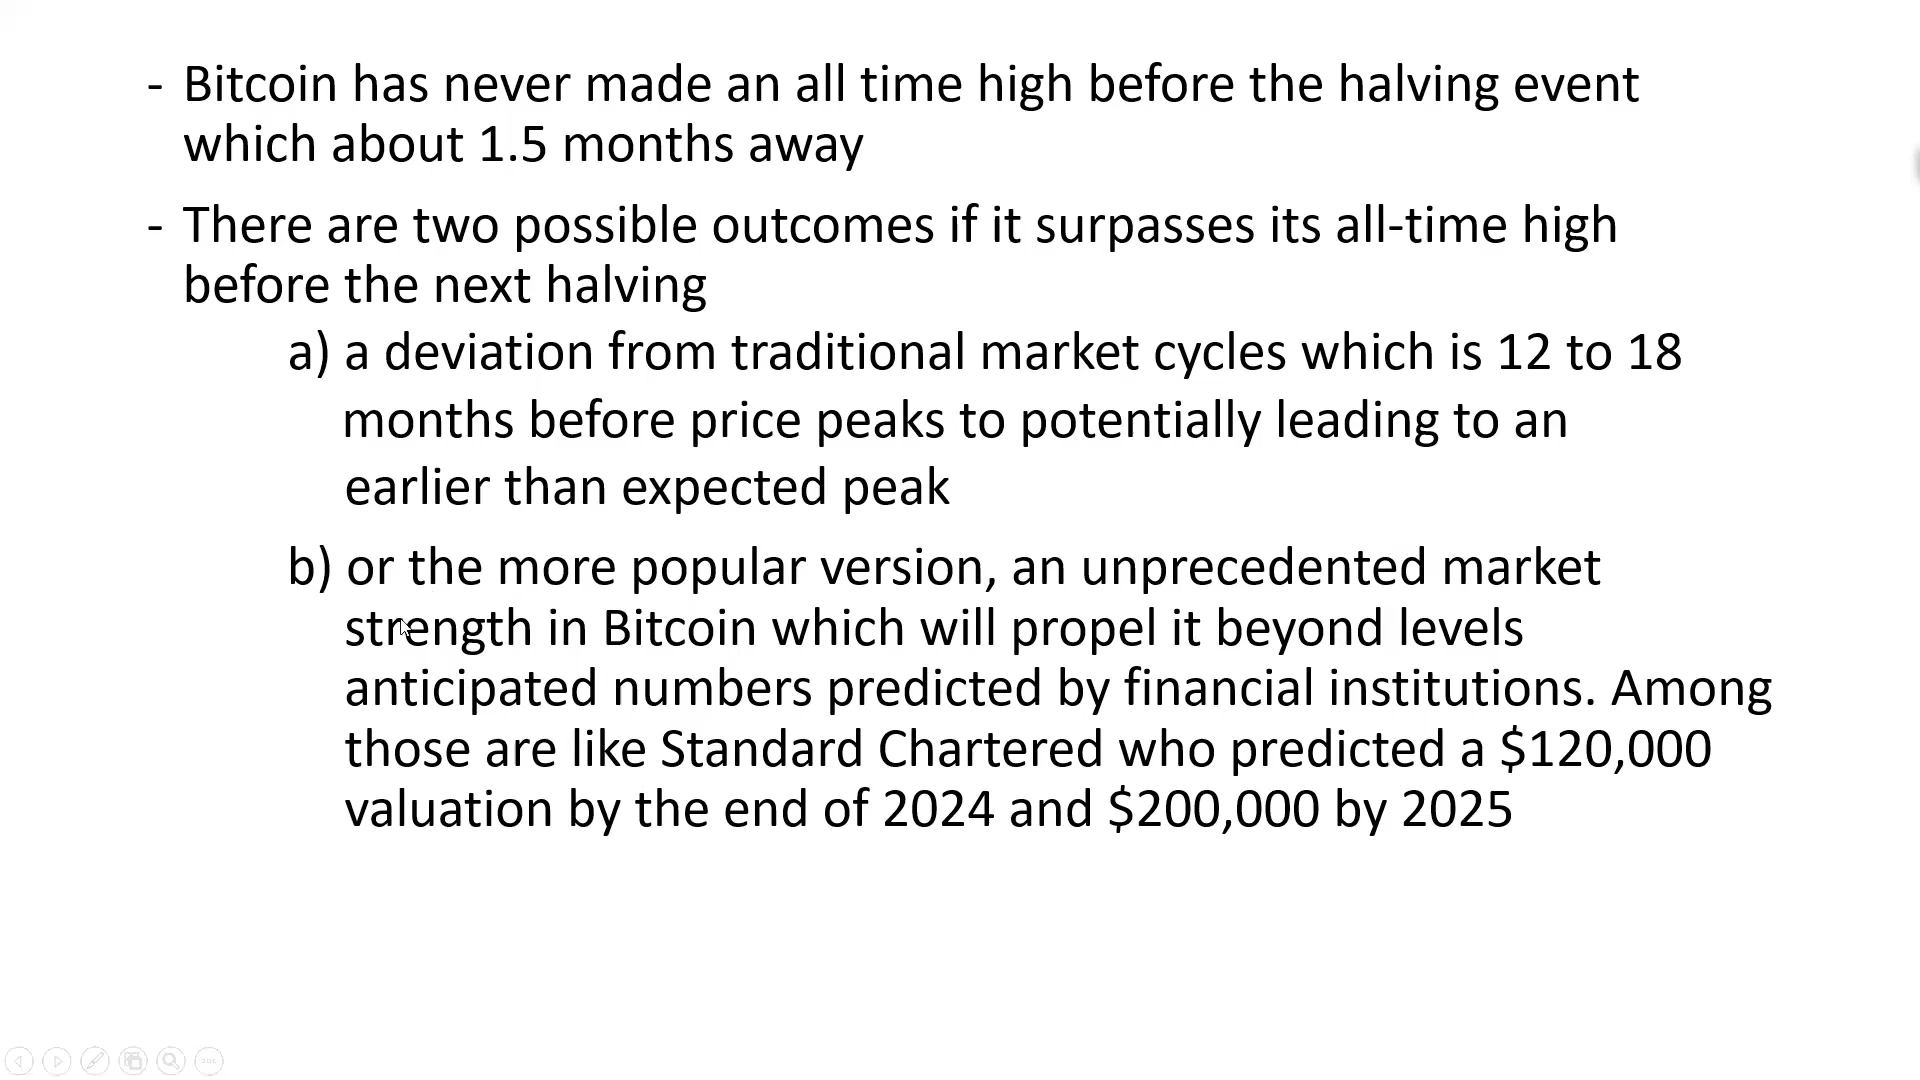 - Bitcoin has never made an all time high before the halving event
which about 1.5 months away
- There are two possible outcomes if it surpasses its all-time high
before the next halving
a) a deviation from traditional market cycles which is 12 to 18
months before price peaks to potentially leading to an
earlier than expected peak
b) or the more popular version, an unprecedented market
strength in Bitcoin which will propel it beyond levels
anticipated numbers predicted by financial institutions. Among
those are like Standard Chartered who predicted a $120,000
valuation by the end of 2024 and $200,000 by 2025